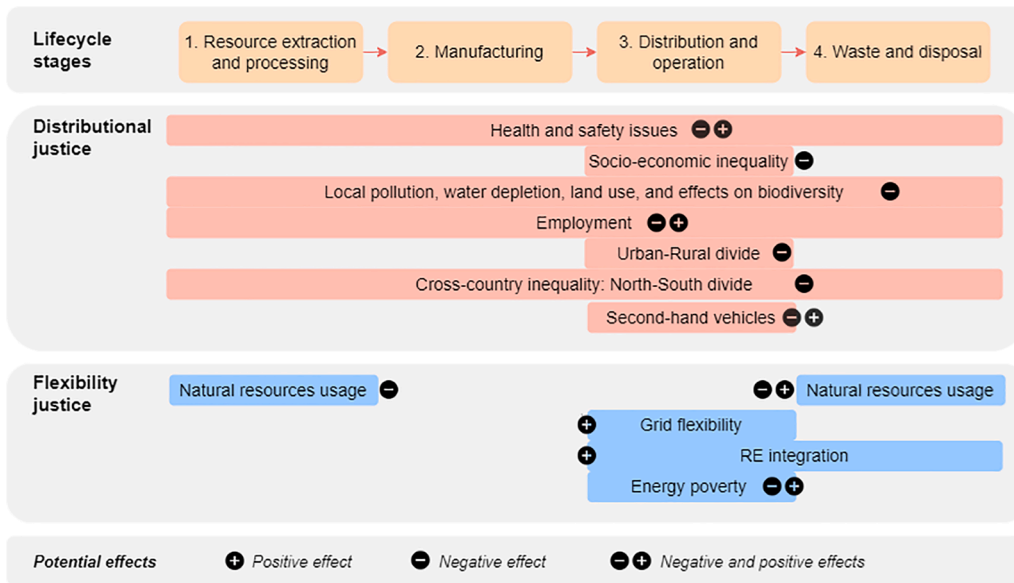 Lifecycle
stages
1. Resource extraction
and processing
2. Manufacturing
3. Distribution and
operation
4. Waste and disposal
Distributional
justice
Health and safety issues
Socio-economic inequality
Local pollution, water depletion, land use, and effects on biodiversity
Employment
Urban-Rural divide
Cross-country inequality: North-South divide
Second-hand vehicles
Flexibility
justice
Natural resources usage
Natural resources usage
Grid flexibility
RE integration
Energy poverty
Potential effects
Positive effect
Negative effect
Negative and positive effects